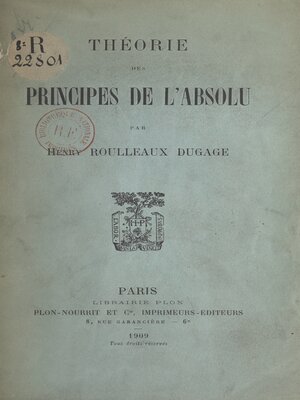 8° R
22801
THÉORIE
DES
PRINCIPES DE L'ABSOLU
PAR
HENRY ROULLEAUX DUGAGE
PARIS
LIBRAIRIE PLON
PLON-NOURRIT ET Cie, IMPRIMEURS-ÉDITEURS
8, RUE GARANCIÈRE — 6e
1909
Tous droits réservés